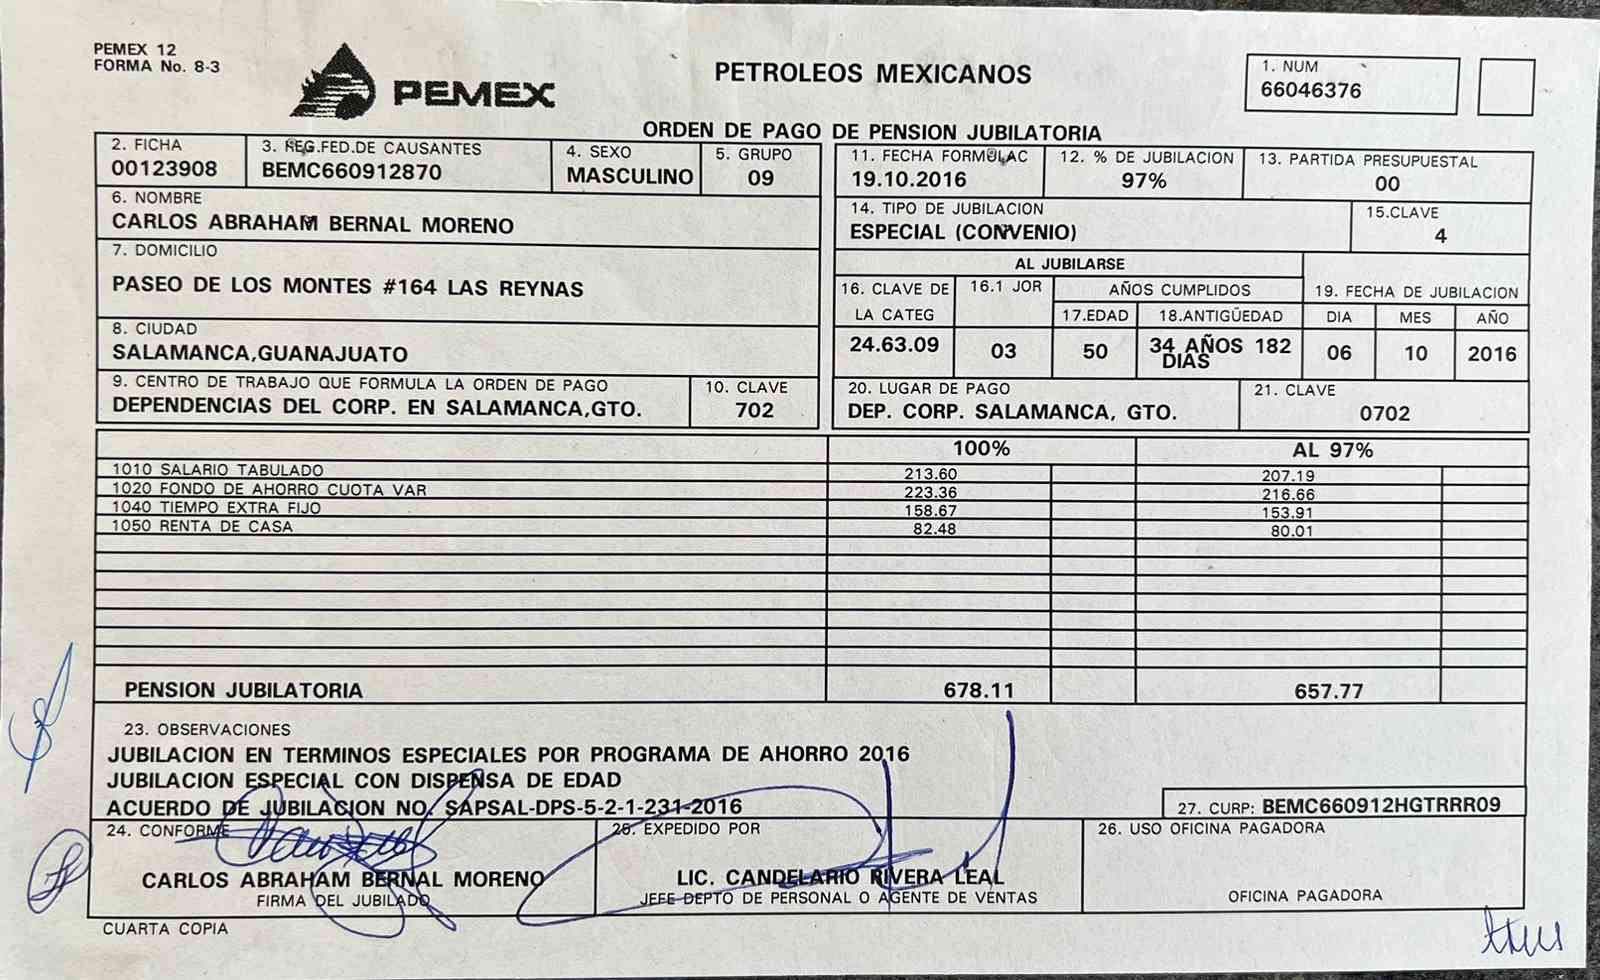 PEMEX 12
FORMA No. 8-3
PEMEX
PETROLEOS MEXICANOS
1. NUM
66046376
ORDEN DE PAGO DE PENSION JUBILATORIA
2. FICHA
00123908
3. REG.FED.DE CAUSANTES
BEMC660912870
4. SEXO
MASCULINO
5. GRUPO
09
6. NOMBRE
CARLOS ABRAHAM BERNAL MORENO
7. DOMICILIO
PASEO DE LOS MONTES #164 LAS REYNAS
8. CIUDAD
SALAMANCA,GUANAJUATO
9. CENTRO DE TRABAJO QUE FORMULA LA ORDEN DE PAGO
DEPENDENCIAS DEL CORP. EN SALAMANCA,GTO.
10. CLAVE
702
11. FECHA FORMULAC
19.10.2016
12. % DE JUBILACION
97%
13. PARTIDA PRESUPUESTAL
00
14. TIPO DE JUBILACION
ESPECIAL (CONVENIO)
15.CLAVE
4
AL JUBILARSE
16. CLAVE DE
LA CATEG
24.63.09
16.1 JOR
03
AÑOS CUMPLIDOS
17.EDAD
50
18.ANTIGÜEDAD
34 AÑOS 182
DIAS
19. FECHA DE JUBILACION
DIA MES AÑO
06 10 2016
20. LUGAR DE PAGO
DEP. CORP. SALAMANCA, GTO.
21. CLAVE
0702
100% AL 97%
1010 SALARIO TABULADO 213.60 207.19
1020 FONDO DE AHORRO CUOTA VAR 223.36 216.66
1040 TIEMPO EXTRA FIJO 158.67 153.91
1050 RENTA DE CASA 82.48 80.01
PENSION JUBILATORIA 678.11 657.77
23. OBSERVACIONES
JUBILACION EN TERMINOS ESPECIALES POR PROGRAMA DE AHORRO 2016
JUBILACION ESPECIAL CON DISPENSA DE EDAD
ACUERDO DE JUBILACION NO. SAPSAL-DPS-5-2-1-231-2016
27. CURP: BEMC660912HGTRRR09
24. CONFORME
CARLOS ABRAHAM BERNAL MORENO
FIRMA DEL JUBILADO
25. EXPEDIDO POR
LIC. CANDELARIO RIVERA LEAL
JEFE DEPTO DE PERSONAL O AGENTE DE VENTAS
26. USO OFICINA PAGADORA
OFICINA PAGADORA
CUARTA COPIA